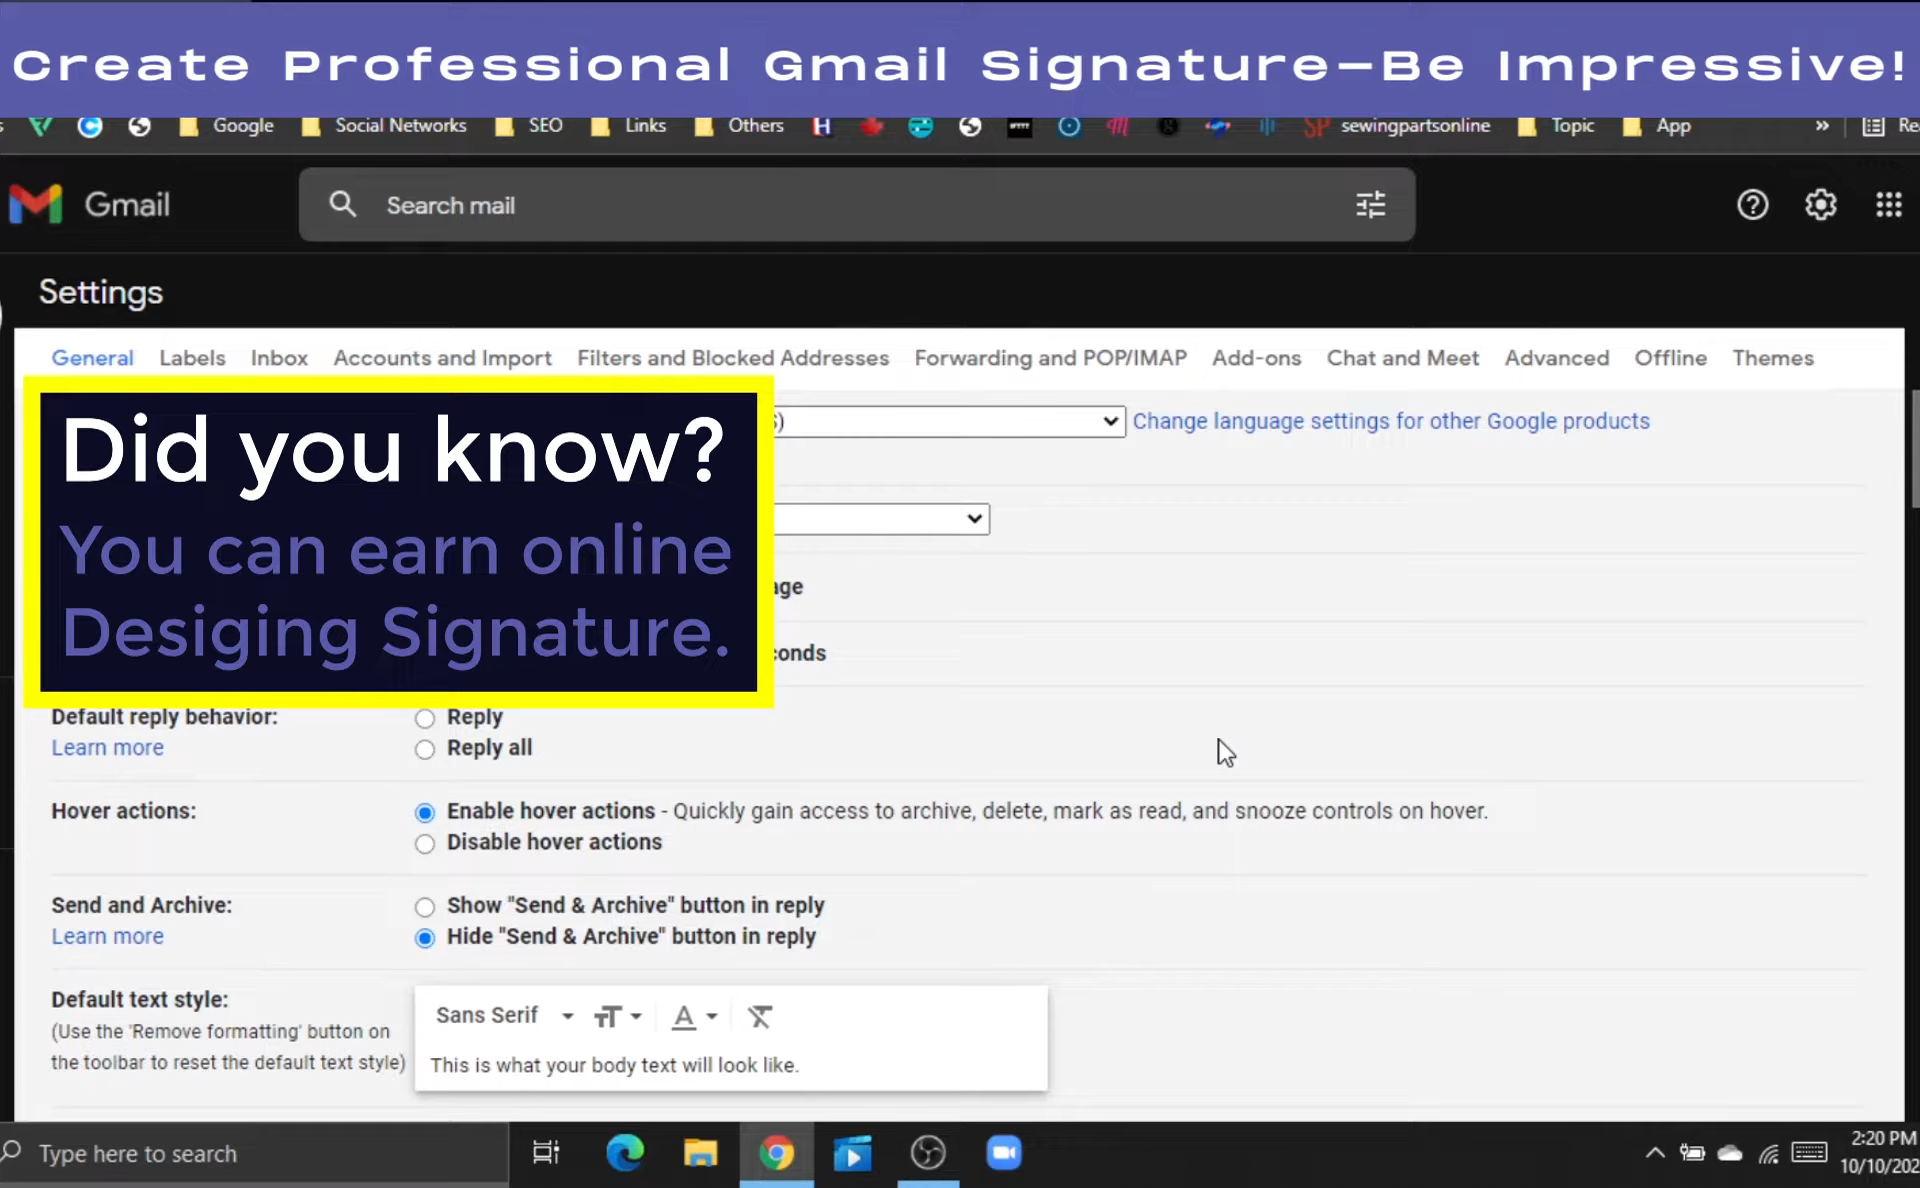 Create Professional Gmail Signature—Be Impressive!
Google Social Networks SEO Links Others H SP sewingpartsonline Topic App »
Gmail Search mail
Settings
General Labels Inbox Accounts and Import Filters and Blocked Addresses Forwarding and POP/IMAP Add-ons Chat and Meet Advanced Offline Themes
Did you know?
You can earn online
Desiging Signature.
Change language settings for other Google products
Default reply behavior: Reply
Learn more Reply all
Hover actions: Enable hover actions - Quickly gain access to archive, delete, mark as read, and snooze controls on hover.
Disable hover actions
Send and Archive: Show "Send & Archive" button in reply
Learn more Hide "Send & Archive" button in reply
Default text style:
(Use the 'Remove formatting' button on
the toolbar to reset the default text style)
Sans Serif
This is what your body text will look like.
Type here to search
2:20 PM
10/10/202